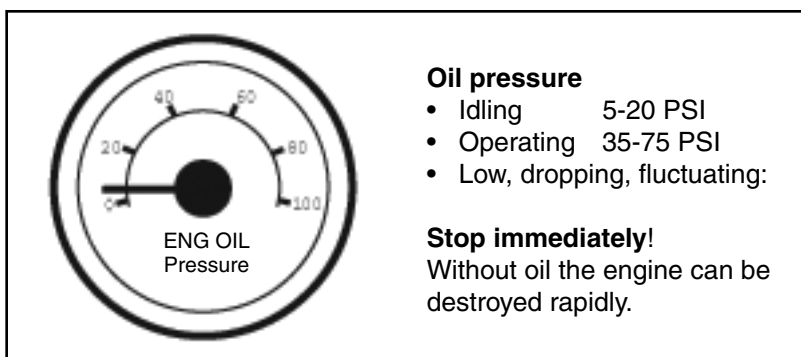 40 60
20 80
0 100
ENG OIL
Pressure
Oil pressure
• Idling 5-20 PSI
• Operating 35-75 PSI
• Low, dropping, fluctuating:
Stop immediately!
Without oil the engine can be
destroyed rapidly.